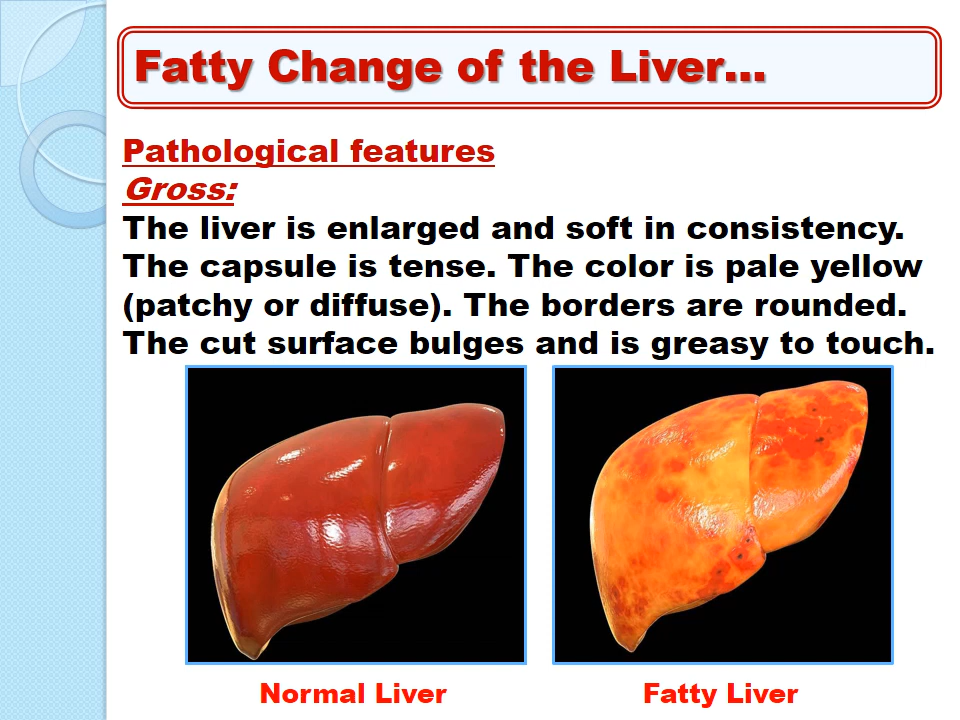 Fatty Change of the Liver...
Pathological features
Gross:
The liver is enlarged and soft in consistency.
The capsule is tense. The color is pale yellow
(patchy or diffuse). The borders are rounded.
The cut surface bulges and is greasy to touch.
Normal Liver
Fatty Liver